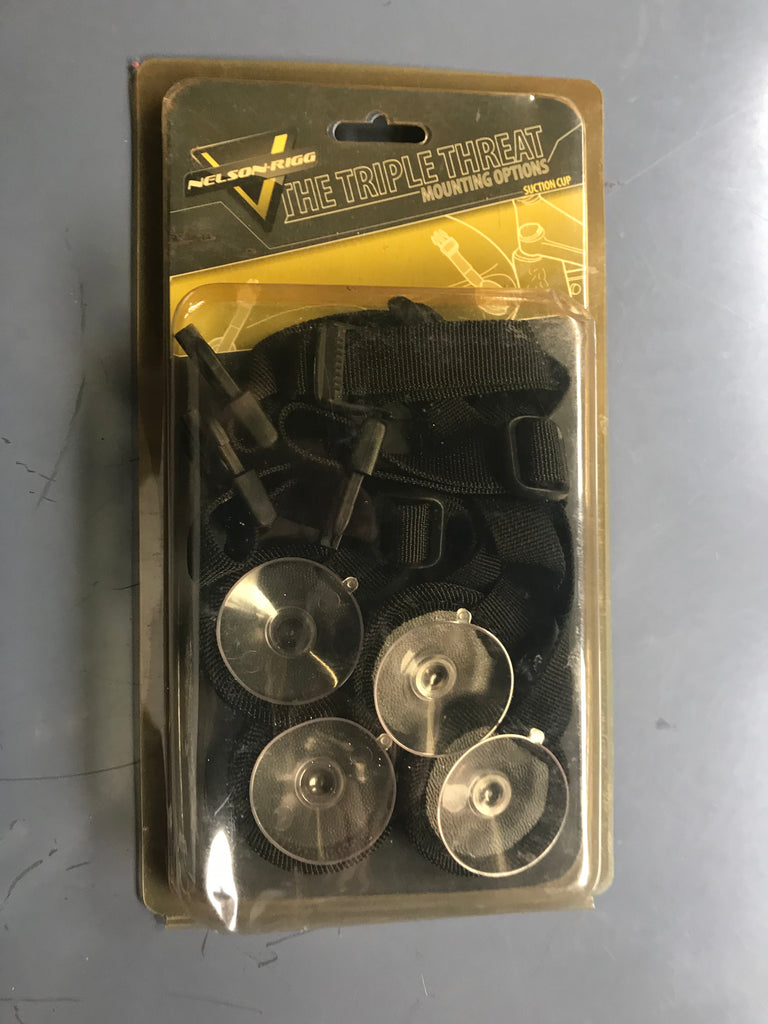 NELSON-RIGG
THE TRIPLE THREAT
MOUNTING OPTIONS
SUCTION CUP